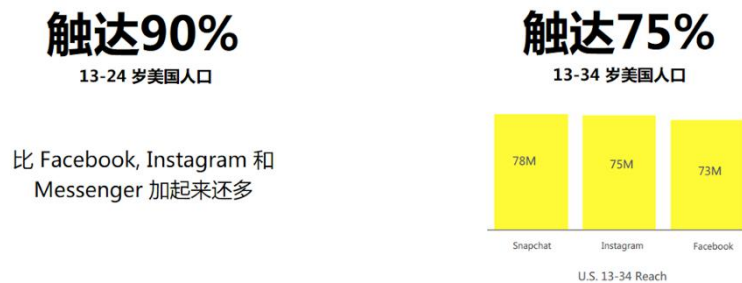 触达90%
13-24 岁美国人口
比 Facebook, Instagram 和
Messenger 加起来还多
触达75%
13-34 岁美国人口
78M
75M
73M
Snapchat
Instagram
Facebook
U.S. 13-34 Reach